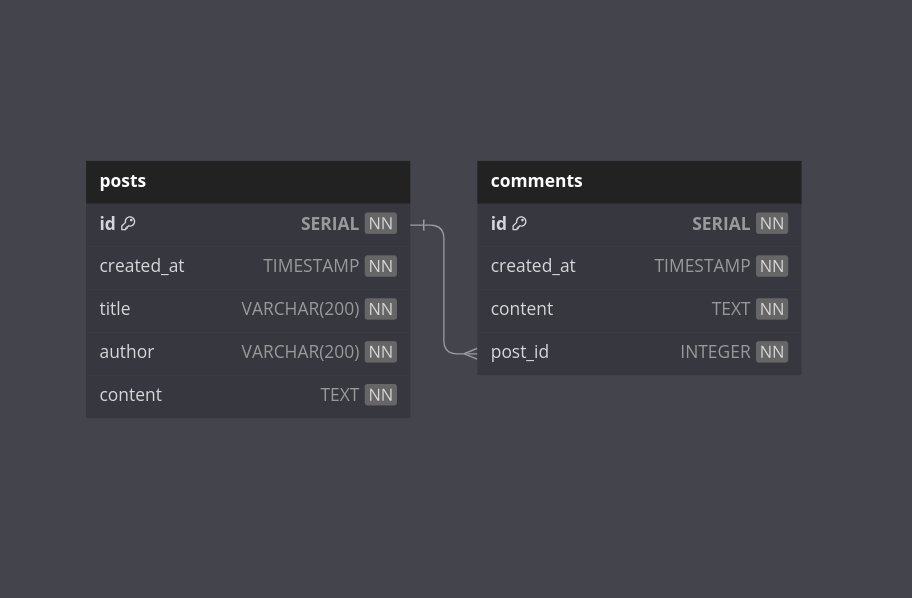 posts
id SERIAL NN
created_at TIMESTAMP NN
title VARCHAR(200) NN
author VARCHAR(200) NN
content TEXT NN
comments
id SERIAL NN
created_at TIMESTAMP NN
content TEXT NN
post_id INTEGER NN